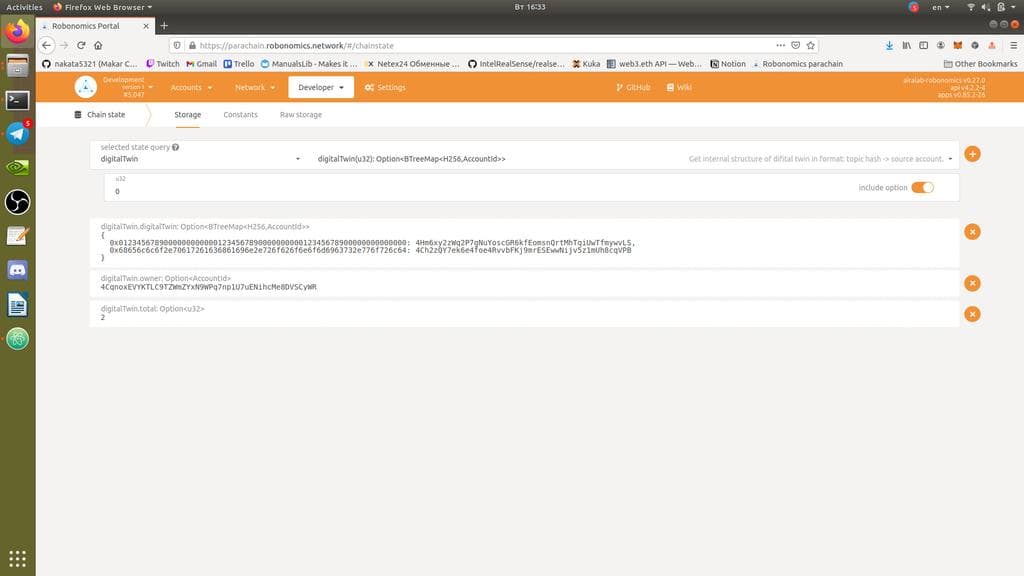 Activities Firefox Web Browser Вт 16:33 en
Robonomics Portal
https://parachain.robonomics.network/#/chainstate
nakata5321 (Makar C... Twitch Gmail Trello ManualsLib - Makes it ... Netex24 Обменные ... IntelRealSense/realse... Kuka web3.eth API — Web... Notion Robonomics parachain Other Bookmarks
Development
version 1
#5,047
Accounts Network Developer Settings GitHub Wiki
airalab-robonomics v0.27.0
api v4.2.2-4
apps v0.85.2-26
Chain state Storage Constants Raw storage
selected state query
digitalTwin digitalTwin(u32): Option<BTreeMap<H256,AccountId>> Get internal structure of difital twin in format: topic hash -> source account.
u32
0 include option
digitalTwin.digitalTwin: Option<BTreeMap<H256,AccountId>>
{
4Hm6xy2zWq2P7gNuYoscGR6kfEomsnQrtMhTqiUwTfmywvLS,
0x68656c6c6f2e70617261636861696e2e726f626f6e6f6d6963732e776f726c64: 4Ch2zQY7ek6e4foe4RvvbFKj9mrESEwwNijv5z1mUh8cqVPB
}
digitalTwin.owner: Option<AccountId>
4CqnoxEVYKTLC9TZWmZYxN9WPq7np1U7uENihcMe8DVSCyWR
digitalTwin.total: Option<u32>
2